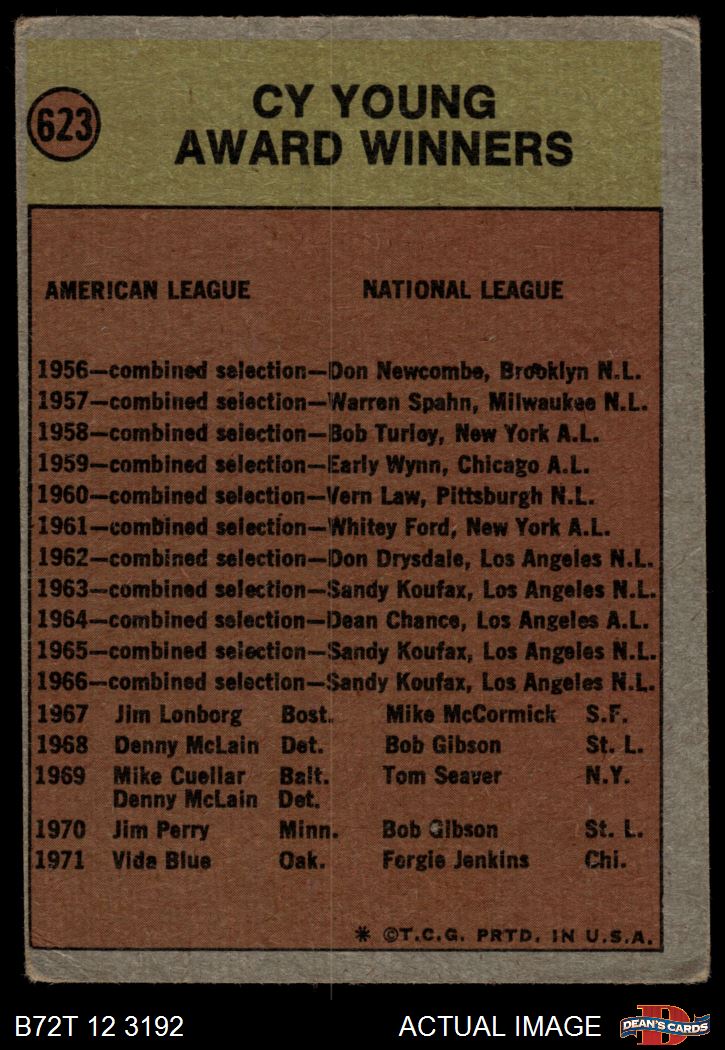 623
CY YOUNG
AWARD WINNERS
AMERICAN LEAGUE NATIONAL LEAGUE
1956—combined selection—Don Newcombe, Brooklyn N.L.
1957—combined selection—Warren Spahn, Milwaukee N.L.
1958—combined selection—Bob Turley, New York A.L.
1959—combined selection—Early Wynn, Chicago A.L.
1960—combined selection—Vern Law, Pittsburgh N.L.
1961—combined selection—Whitey Ford, New York A.L.
1962—combined selection—Don Drysdale, Los Angeles N.L.
1963—combined selection—Sandy Koufax, Los Angeles N.L.
1964—combined selection—Dean Chance, Los Angeles A.L.
1965—combined selection—Sandy Koufax, Los Angeles N.L.
1966—combined selection—Sandy Koufax, Los Angeles N.L.
1967 Jim Lonborg Bost. Mike McCormick S.F.
1968 Denny McLain Det. Bob Gibson St. L.
1969 Mike Cuellar Balt. Tom Seaver N.Y.
Denny McLain Det.
1970 Jim Perry Minn. Bob Gibson St. L.
1971 Vida Blue Oak. Fergie Jenkins Chi.
* ©T.C.G. PRTD. IN U.S.A.
B72T 12 3192 ACTUAL IMAGE D DEAN'S CARDS